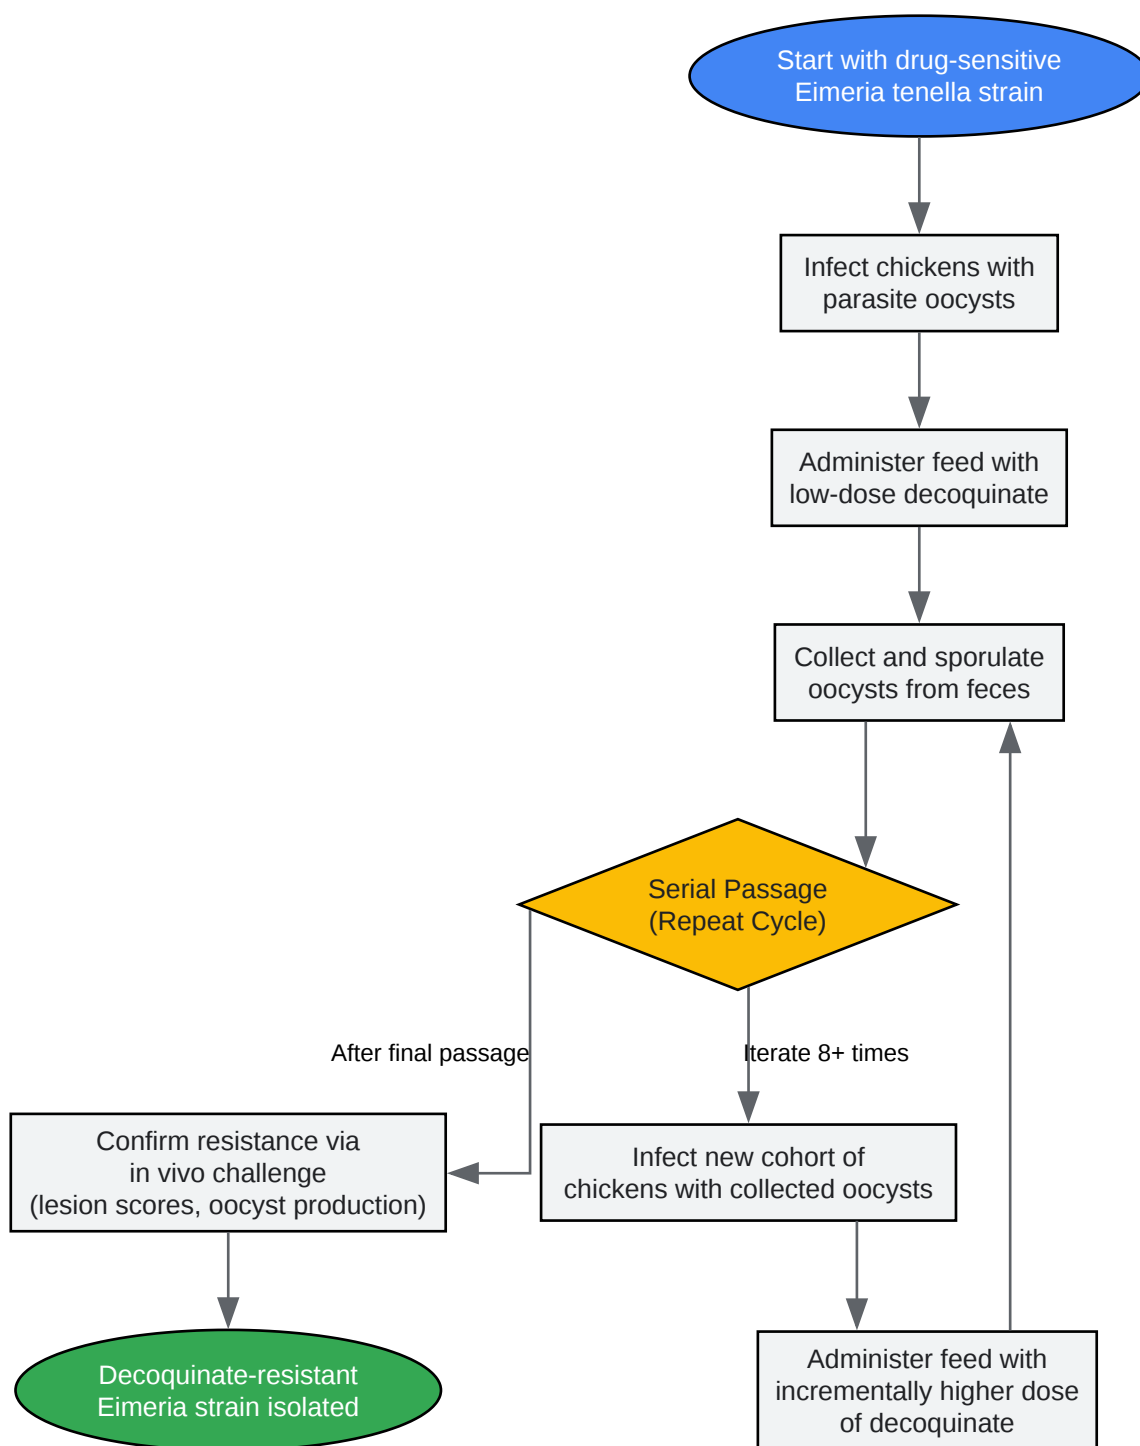 Start with drug-sensitive
Eimeria tenella strain
Infect chickens with
parasite oocysts
Administer feed with
low-dose decoquinate
Collect and sporulate
oocysts from feces
Serial Passage
(Repeat Cycle)
After final passage
Iterate 8+ times
Confirm resistance via
in vivo challenge
(lesion scores, oocyst production)
Infect new cohort of
chickens with collected oocysts
Decoquinate-resistant
Eimeria strain isolated
Administer feed with
incrementally higher dose
of decoquinate